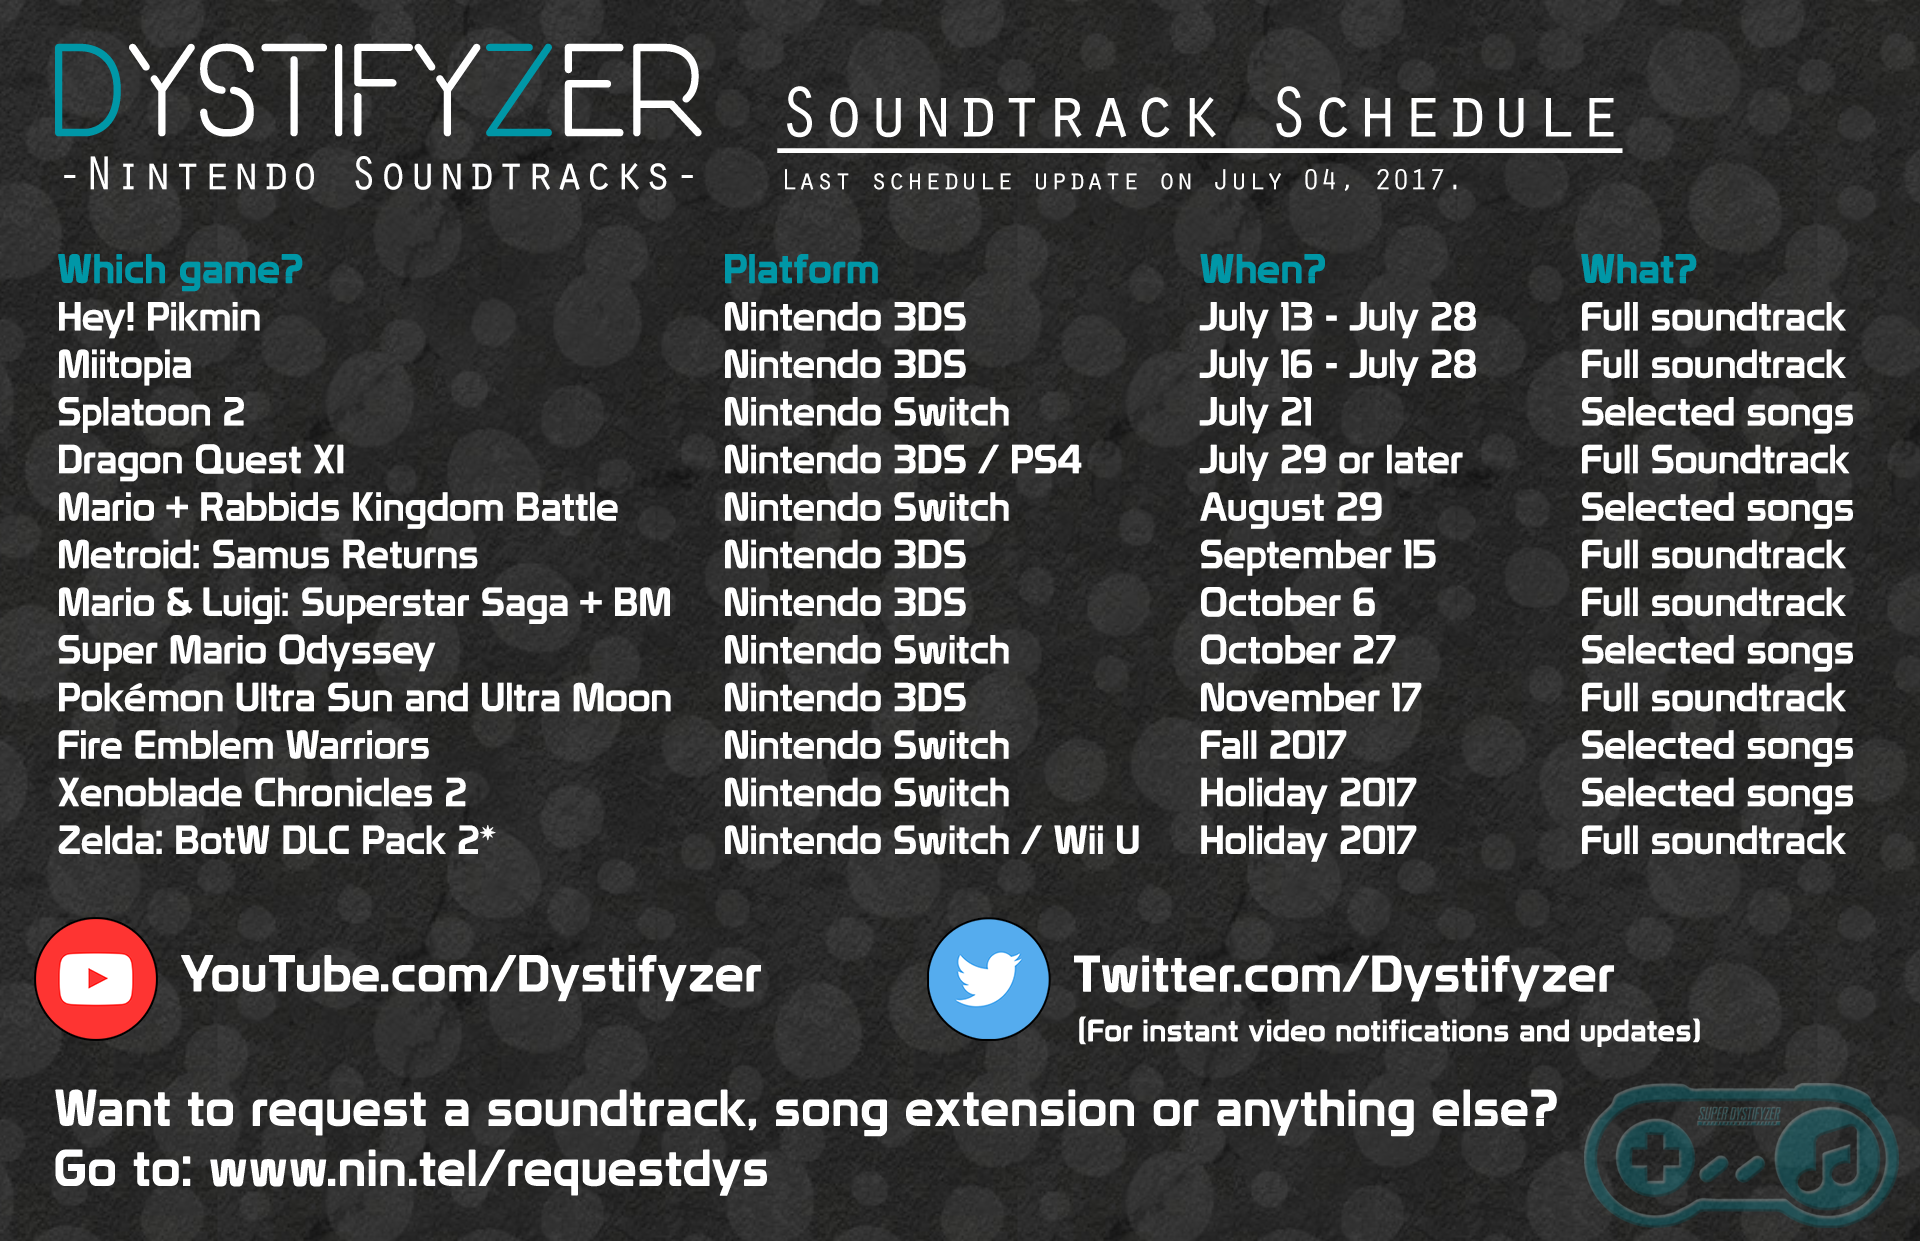 DYSTIFYZER
-Nintendo Soundtracks-
Soundtrack Schedule
Last schedule update on July 04, 2017.
Which game? Platform When? What?
Hey! Pikmin Nintendo 3DS July 13 - July 28 Full soundtrack
Miitopia Nintendo 3DS July 16 - July 28 Full soundtrack
Splatoon 2 Nintendo Switch July 21 Selected songs
Dragon Quest XI Nintendo 3DS / PS4 July 29 or later Full Soundtrack
Mario + Rabbids Kingdom Battle Nintendo Switch August 29 Selected songs
Metroid: Samus Returns Nintendo 3DS September 15 Full soundtrack
Mario & Luigi: Superstar Saga + BM Nintendo 3DS October 6 Full soundtrack
Super Mario Odyssey Nintendo Switch October 27 Selected songs
Pokémon Ultra Sun and Ultra Moon Nintendo 3DS November 17 Full soundtrack
Fire Emblem Warriors Nintendo Switch Fall 2017 Selected songs
Xenoblade Chronicles 2 Nintendo Switch Holiday 2017 Selected songs
Zelda: BotW DLC Pack 2* Nintendo Switch / Wii U Holiday 2017 Full soundtrack
YouTube.com/Dystifyzer
Twitter.com/Dystifyzer
(For instant video notifications and updates)
Want to request a soundtrack, song extension or anything else?
Go to: www.nin.tel/requestdys
SUPER DYSTIFYZER